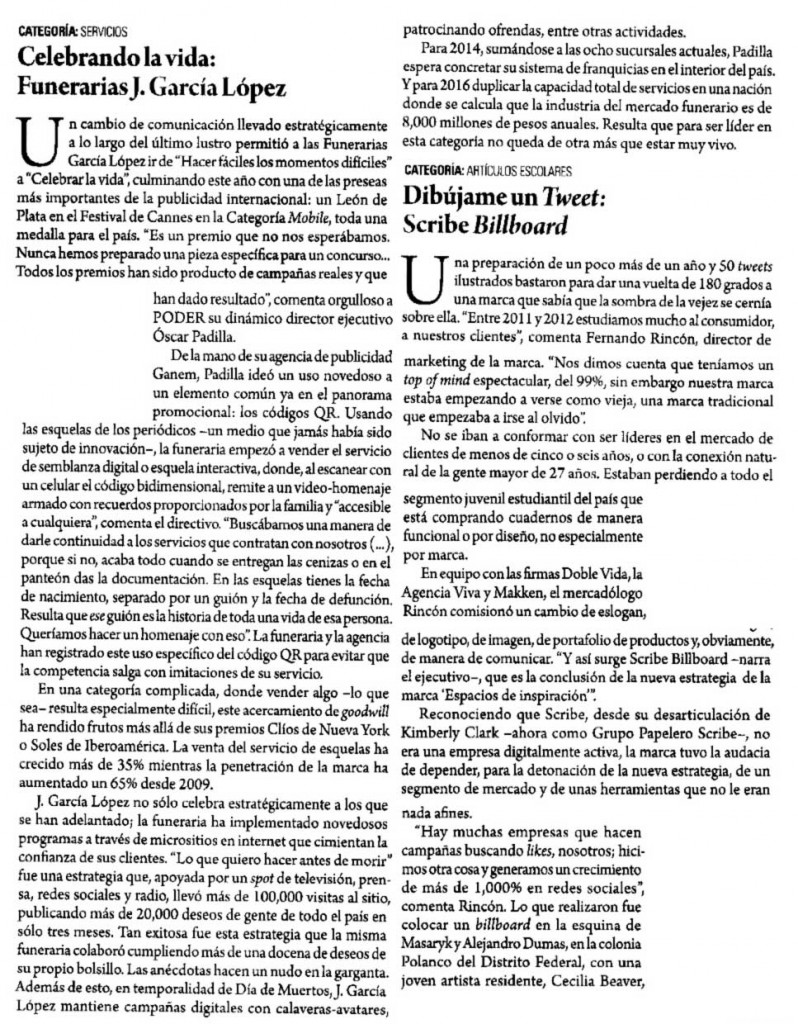 CATEGORÍA: SERVICIOS
Celebrando la vida:
Funerarias J. García López
Un cambio de comunicación llevado estratégicamente
a lo largo del último lustro permitió a las Funerarias
García López ir de “Hacer fáciles los momentos difíciles”
a “Celebrar la vida”, culminando este año con una de las preseas
más importantes de la publicidad internacional: un León de
Plata en el Festival de Cannes en la Categoría Mobile, toda una
medalla para el país. “Es un premio que no nos esperábamos.
Nunca hemos preparado una pieza específica para un concurso...
Todos los premios han sido producto de campañas reales y que
han dado resultado”, comenta orgulloso a
PODER su dinámico director ejecutivo
Óscar Padilla.
De la mano de su agencia de publicidad
Ganem, Padilla ideó un uso novedoso a
un elemento común ya en el panorama
promocional: los códigos QR. Usando
las esquelas de los periódicos –un medio que jamás había sido
sujeto de innovación–, la funeraria empezó a vender el servicio
de semblanza digital o esquela interactiva, donde, al escanear con
un celular el código bidimensional, remite a un video-homenaje
armado con recuerdos proporcionados por la familia y “accesible
a cualquiera”, comenta el directivo. “Buscábamos una manera de
darle continuidad a los servicios que contratan con nosotros (...),
porque si no, acaba todo cuando se entregan las cenizas o en el
panteón das la documentación. En las esquelas tienes la fecha
de nacimiento, separado por un guión y la fecha de defunción.
Resulta que ese guión es la historia de toda una vida de esa persona.
Queríamos hacer un homenaje con eso”. La funeraria y la agencia
han registrado este uso específico del código QR para evitar que
la competencia salga con imitaciones de su servicio.
En una categoría complicada, donde vender algo –lo que
sea– resulta especialmente difícil, este acercamiento de goodwill
ha rendido frutos más allá de sus premios Clíos de Nueva York
o Soles de Iberoamérica. La venta del servicio de esquelas ha
crecido más de 35% mientras la penetración de la marca ha
aumentado un 65% desde 2009.
J. García López no sólo celebra estratégicamente a los que
se han adelantado; la funeraria ha implementado novedosos
programas a través de micrositios en internet que cimientan la
confianza de sus clientes. “Lo que quiero hacer antes de morir”
fue una estrategia que, apoyada por un spot de televisión, pren-
sa, redes sociales y radio, llevó más de 100,000 visitas al sitio,
publicando más de 20,000 deseos de gente de todo el país en
sólo tres meses. Tan exitosa fue esta estrategia que la misma
funeraria colaboró cumpliendo más de una docena de deseos de
su propio bolsillo. Las anécdotas hacen un nudo en la garganta.
Además de esto, en temporalidad de Día de Muertos, J. García
López mantiene campañas digitales con calaveras-avatares,
patrocinando ofrendas, entre otras actividades.
Para 2014, sumándose a las ocho sucursales actuales, Padilla
espera concretar su sistema de franquicias en el interior del país.
Y para 2016 duplicar la capacidad total de servicios en una nación
donde se calcula que la industria del mercado funerario es de
8,000 millones de pesos anuales. Resulta que para ser líder en
esta categoría no queda de otra más que estar muy vivo.
CATEGORÍA: ARTÍCULOS ESCOLARES
Dibújame un Tweet:
Scribe Billboard
Una preparación de un poco más de un año y 50 tweets
ilustrados bastaron para dar una vuelta de 180 grados a
una marca que sabía que la sombra de la vejez se cernía
sobre ella. “Entre 2011 y 2012 estudiamos mucho al consumidor,
a nuestros clientes”, comenta Fernando Rincón, director de
marketing de la marca. “Nos dimos cuenta que teníamos un
top of mind espectacular, del 99%, sin embargo nuestra marca
estaba empezando a verse como vieja, una marca tradicional
que empezaba a irse al olvido”.
No se iban a conformar con ser líderes en el mercado de
clientes de menos de cinco o seis años, o con la conexión natu-
ral de la gente mayor de 27 años. Estaban perdiendo a todo el
segmento juvenil estudiantil del país que
está comprando cuadernos de manera
funcional o por diseño, no especialmente
por marca.
En equipo con las firmas Doble Vida, la
Agencia Viva y Makken, el mercadólogo
Rincón comisionó un cambio de eslogan,
de logotipo, de imagen, de portafolio de productos y, obviamente,
de manera de comunicar. “Y así surge Scribe Billboard –narra
el ejecutivo–, que es la conclusión de la nueva estrategia de la
marca ‘Espacios de inspiración’”.
Reconociendo que Scribe, desde su desarticulación de
Kimberly Clark –ahora como Grupo Papelero Scribe–, no
era una empresa digitalmente activa, la marca tuvo la audacia
de depender, para la detonación de la nueva estrategia, de un
segmento de mercado y de unas herramientas que no le eran
nada afines.
“Hay muchas empresas que hacen
campañas buscando likes, nosotros; hici-
mos otra cosa y generamos un crecimiento
de más de 1,000% en redes sociales”,
comenta Rincón. Lo que realizaron fue
colocar un billboard en la esquina de
Masaryk y Alejandro Dumas, en la colonia
Polanco del Distrito Federal, con una
joven artista residente, Cecilia Beaver,